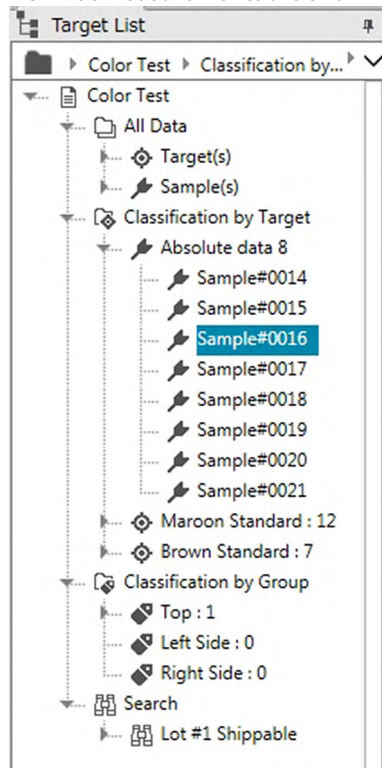 Target List
Color Test Classification by...
Color Test
All Data
Target(s)
Sample(s)
Classification by Target
Absolute data 8
Sample#0014
Sample#0015
Sample#0016
Sample#0017
Sample#0018
Sample#0019
Sample#0020
Sample#0021
Maroon Standard : 12
Brown Standard : 7
Classification by Group
Top : 1
Left Side : 0
Right Side : 0
Search
Lot #1 Shippable